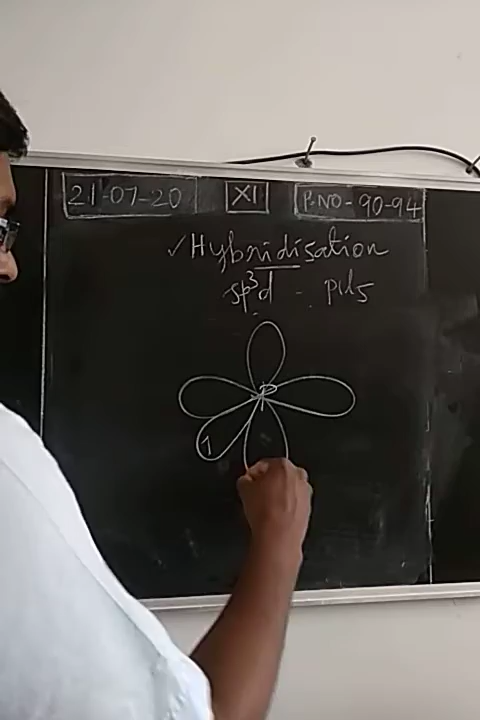 21-07-20 XI P.NO - 90-94
✓ Hybridisation
sp³d - PCl5
P
1